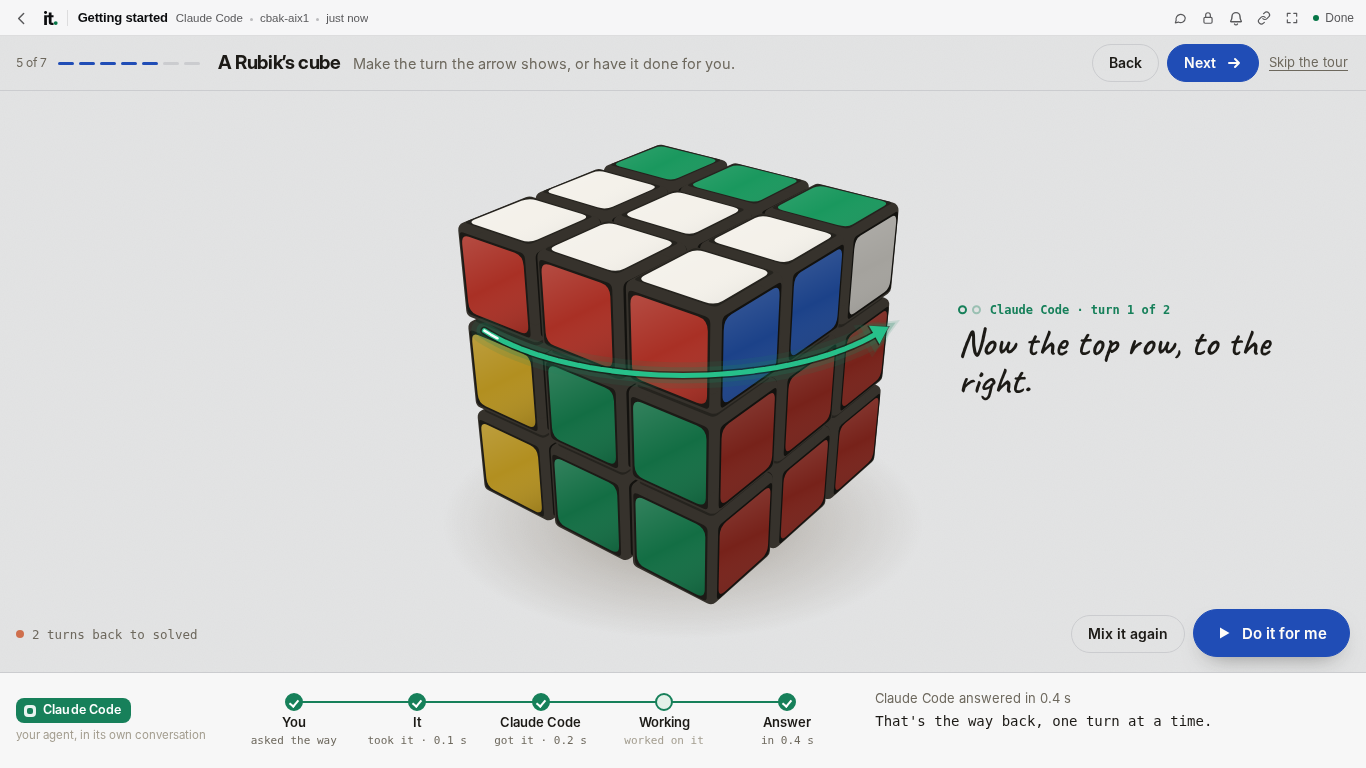 it. Getting started Claude Code • cbak-aix1 • just now Done
5 of 7 A Rubik's cube Make the turn the arrow shows, or have it done for you. Back Next Skip the tour
Claude Code · turn 1 of 2
Now the top row, to the
right.
2 turns back to solved Mix it again Do it for me
Claude Code
your agent, in its own conversation
You It Claude Code Working Answer
asked the way took it · 0.1 s got it · 0.2 s worked on it in 0.4 s
Claude Code answered in 0.4 s
That's the way back, one turn at a time.